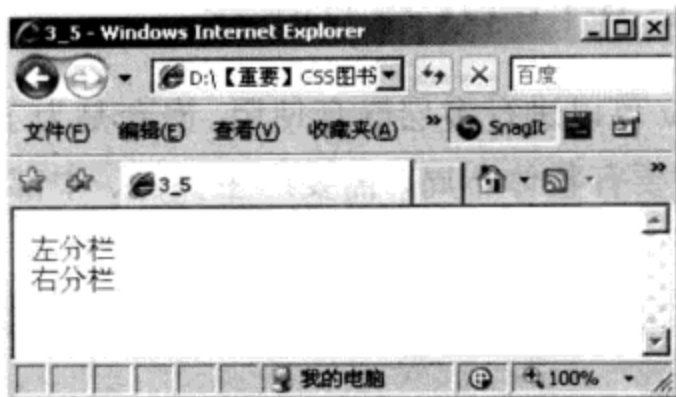 3_5 - Windows Internet Explorer
D:\【重要】CSS图书 百度
文件(F) 编辑(E) 查看(V) 收藏夹(A) » SnagIt
3_5 »
左分栏
右分栏
我的电脑 100%